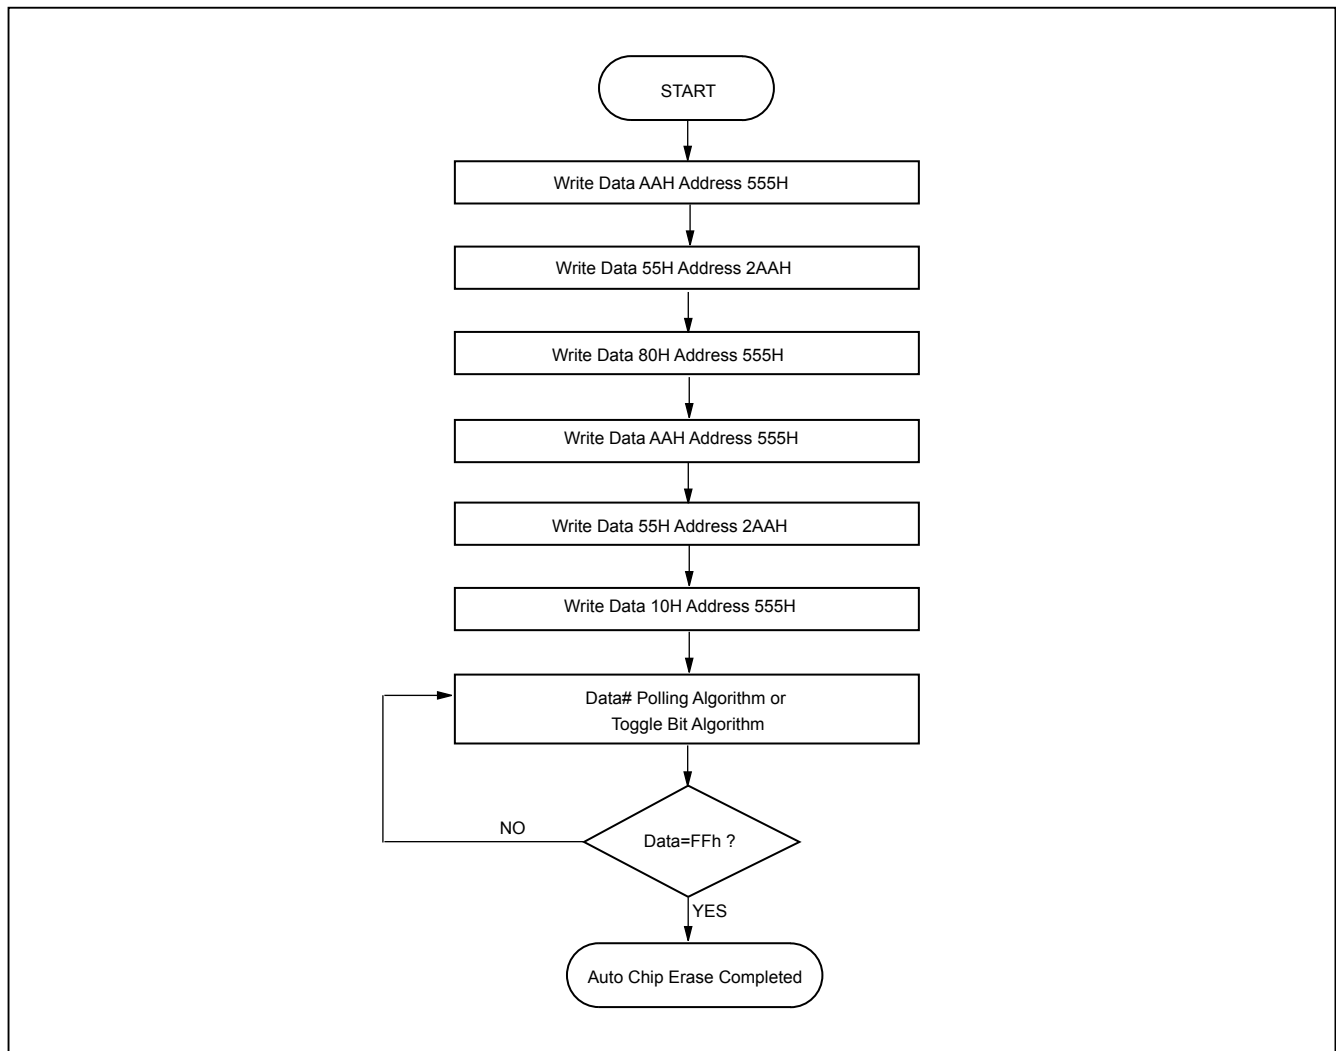 START
Write Data AAH Address 555H
Write Data 55H Address 2AAH
Write Data 80H Address 555H
Write Data AAH Address 555H
Write Data 55H Address 2AAH
Write Data 10H Address 555H
Data# Polling Algorithm or
Toggle Bit Algorithm
NO
Data=FFh ?
YES
Auto Chip Erase Completed